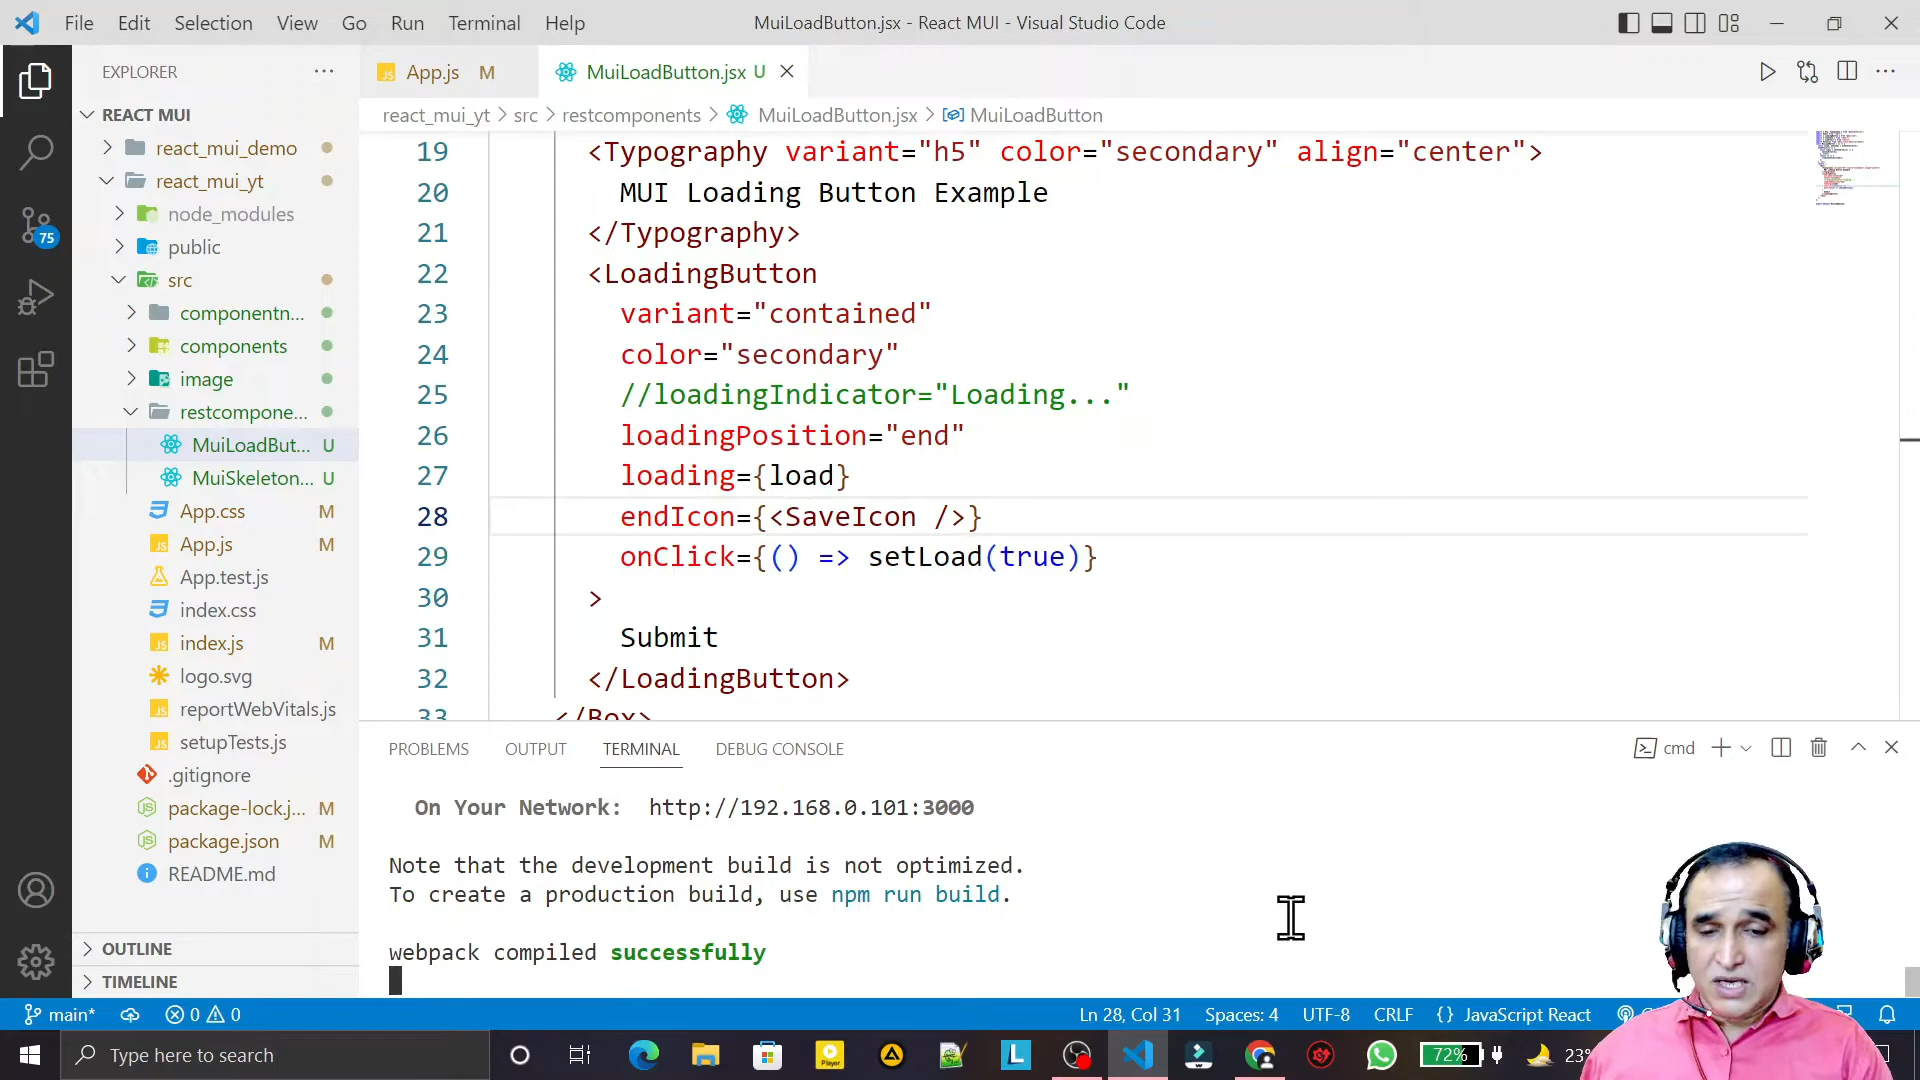 File Edit Selection View Go Run Terminal Help
MuiLoadButton.jsx - React MUI - Visual Studio Code
EXPLORER
REACT MUI
react_mui_demo
react_mui_yt
node_modules
public
src
componentn...
components
image
restcompone...
MuiLoadBut... U
MuiSkeleton... U
App.css M
App.js M
App.test.js
index.css
index.js M
logo.svg
reportWebVitals.js
setupTests.js
.gitignore
package-lock.j... M
package.json M
README.md
OUTLINE
TIMELINE
75
App.js M
MuiLoadButton.jsx U
react_mui_yt > src > restcomponents > MuiLoadButton.jsx > MuiLoadButton
19 <Typography variant="h5" color="secondary" align="center">
20 MUI Loading Button Example
21 </Typography>
22 <LoadingButton
23 variant="contained"
24 color="secondary"
25 //loadingIndicator="Loading..."
26 loadingPosition="end"
27 loading={load}
28 endIcon={<SaveIcon />}
29 onClick={() => setLoad(true)}
30 >
31 Submit
32 </LoadingButton>
33 </Box>
PROBLEMS OUTPUT TERMINAL DEBUG CONSOLE
cmd
On Your Network: http://192.168.0.101:3000
Note that the development build is not optimized.
To create a production build, use npm run build.
webpack compiled successfully
main* 0 0
Ln 28, Col 31 Spaces: 4 UTF-8 CRLF {} JavaScript React
Type here to search
72%
23°